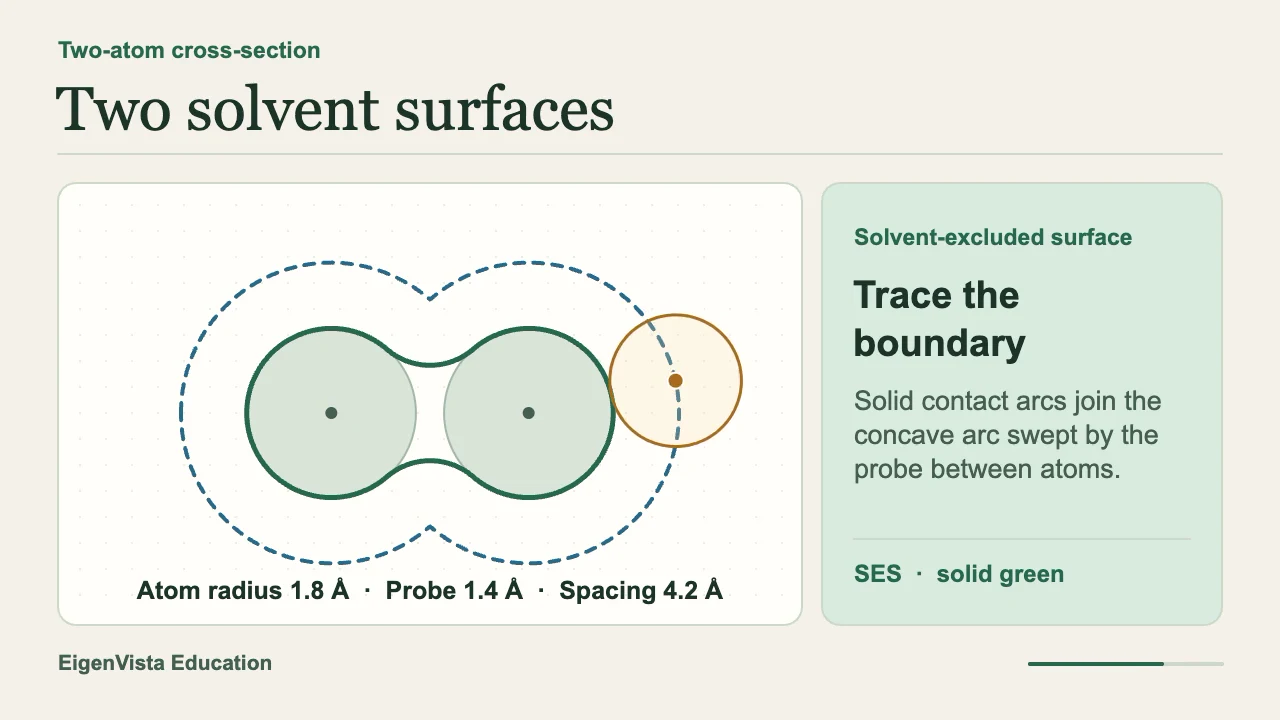 Two-atom cross-section
Two solvent surfaces
Solvent-excluded surface
Trace the
boundary
Solid contact arcs join the
concave arc swept by the
probe between atoms.
SES · solid green
Atom radius 1.8 Å · Probe 1.4 Å · Spacing 4.2 Å
EigenVista Education